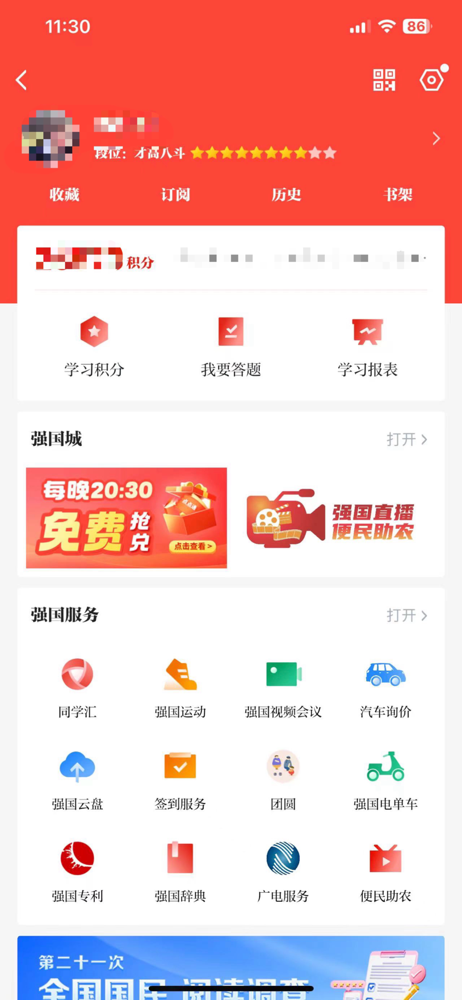 11:30
86
段位：才高八斗
收藏 订阅 历史 书架
积分
学习积分 我要答题 学习报表
强国城 打开
每晚20:30
免费抢兑
点点通
点击查看 >
强国直播
便民助农
强国服务 打开
同学汇 强国运动 强国视频会议 汽车询价
强国云盘 签到服务 团圆 强国电单车
强国专利 强国辞典 广电服务 便民助农
第二十一次
全国国民 阅读调查